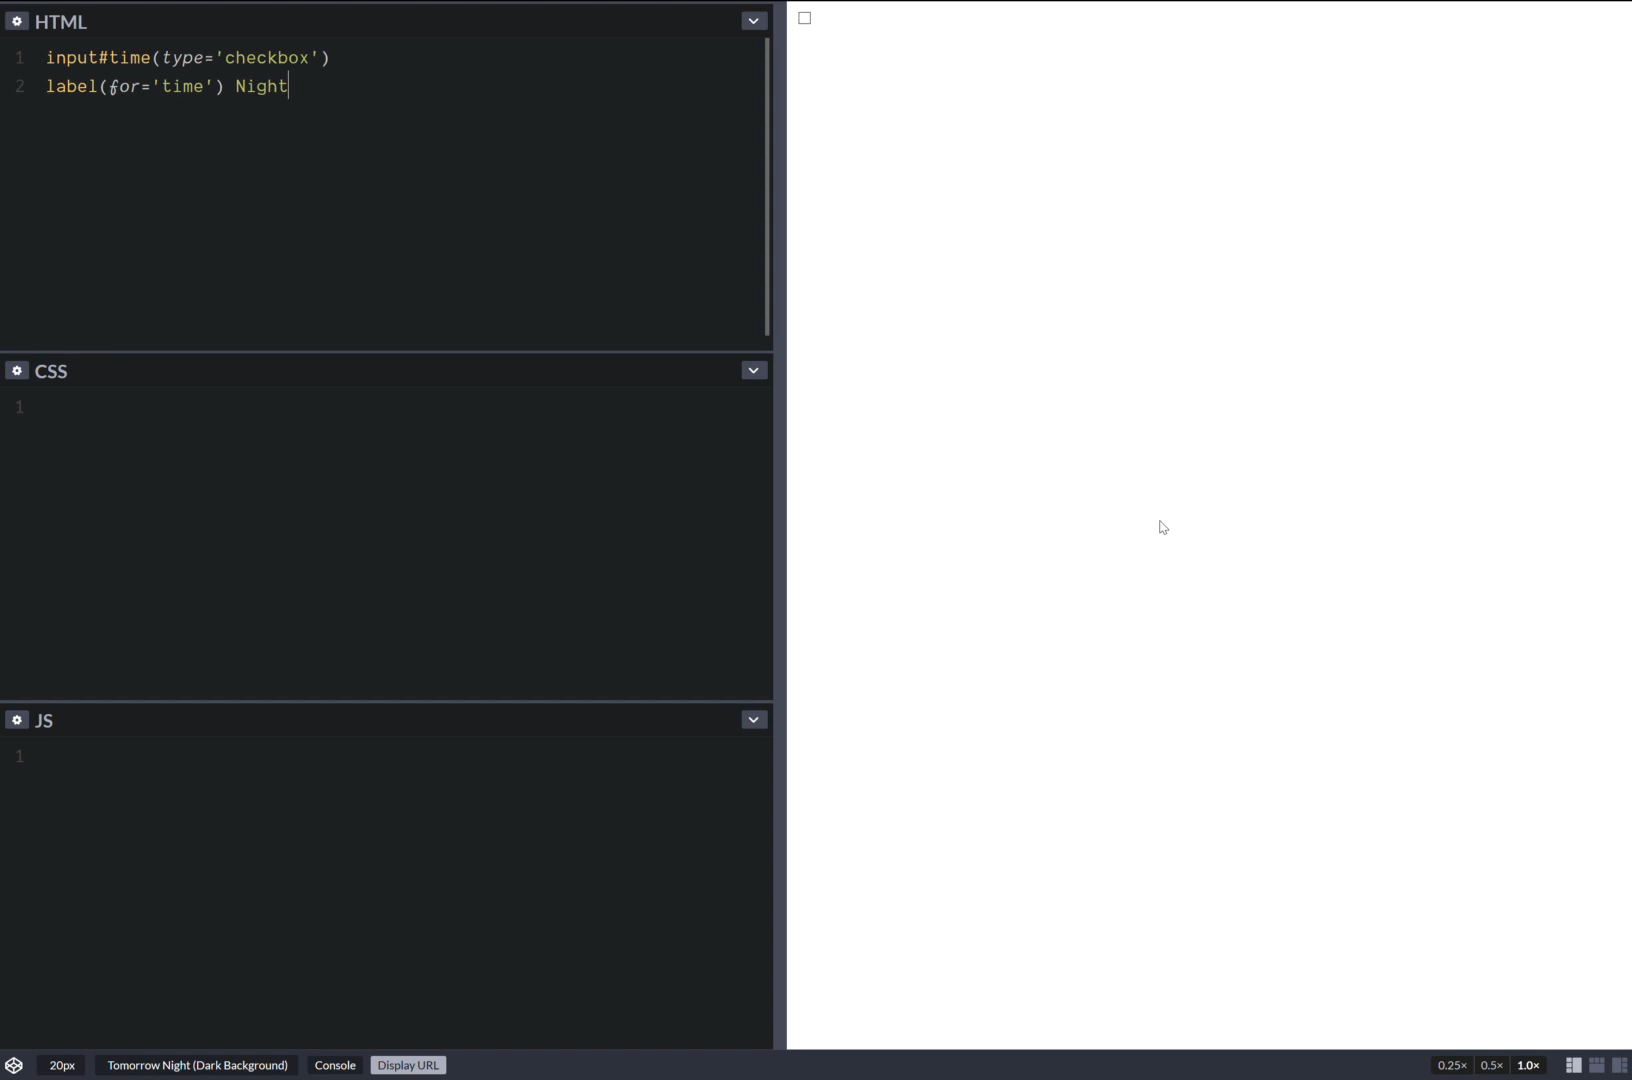 HTML
1 input#time(type='checkbox')
2 label(for='time') Night
CSS
1
JS
1
20px Tomorrow Night (Dark Background) Console Display URL 0.25× 0.5× 1.0×